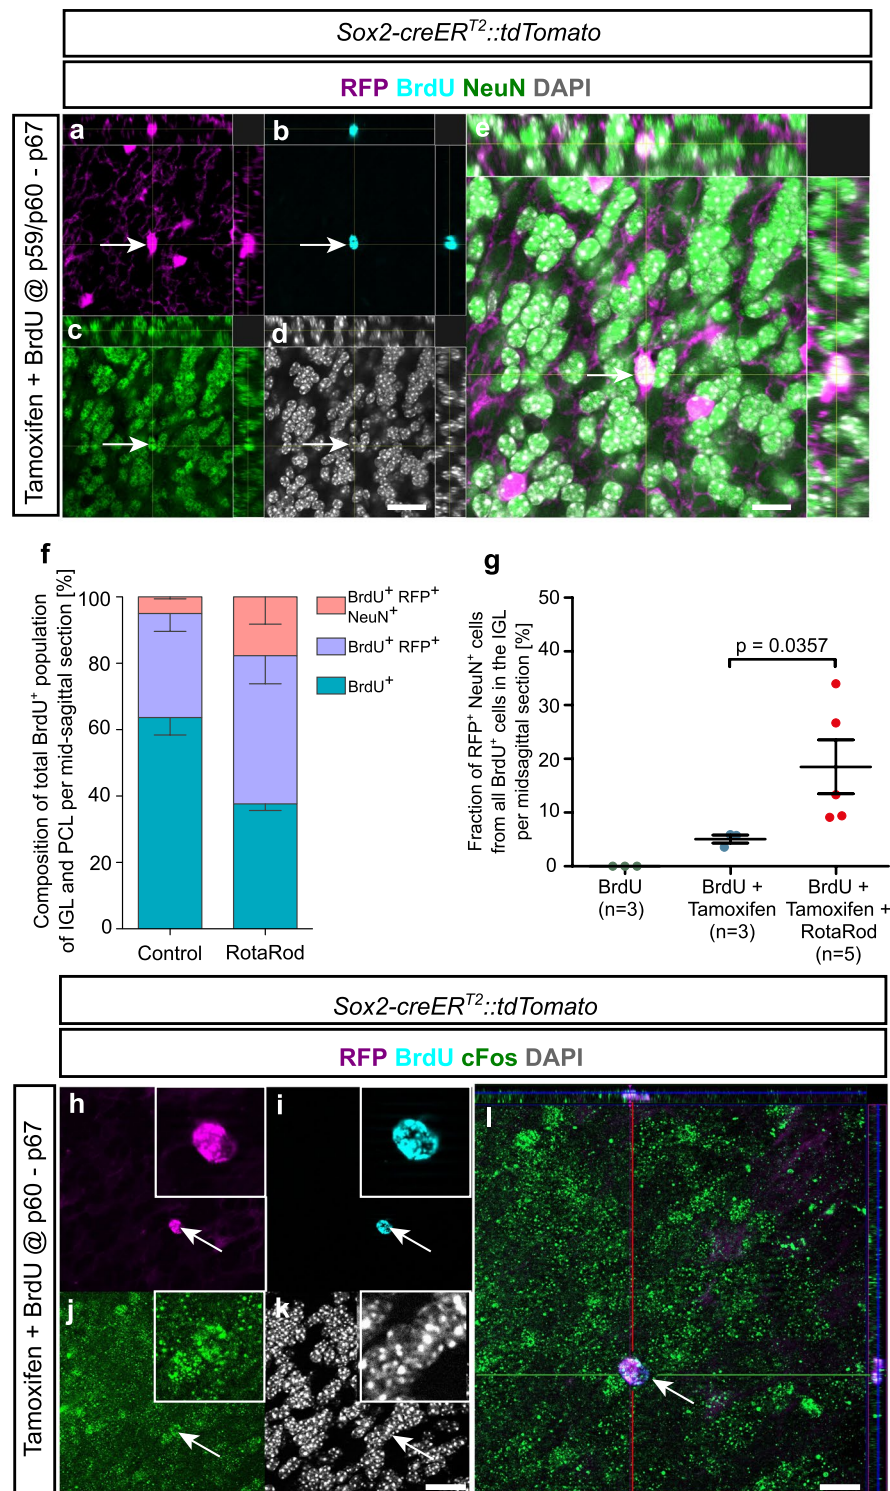 Sox2-creERT2::tdTomato
RFP BrdU NeuN DAPI
Tamoxifen + BrdU @ p59/p60 - p67
a
b
e
c
d
f
Composition of total BrdU+ population
of IGL and PCL per mid-sagittal section [%]
100
80
60
40
20
0
Control
RotaRod
BrdU+ RFP+
NeuN+
BrdU+ RFP+
BrdU+
g
Fraction of RFP+ NeuN+ cells
from all BrdU+ cells in the IGL
per midsagittal section [%]
50
40
30
20
10
0
p = 0.0357
BrdU
(n=3)
BrdU +
Tamoxifen
(n=3)
BrdU +
Tamoxifen +
RotaRod
(n=5)
Sox2-creERT2::tdTomato
RFP BrdU cFos DAPI
Tamoxifen + BrdU @ p60 - p67
h
i
l
j
k